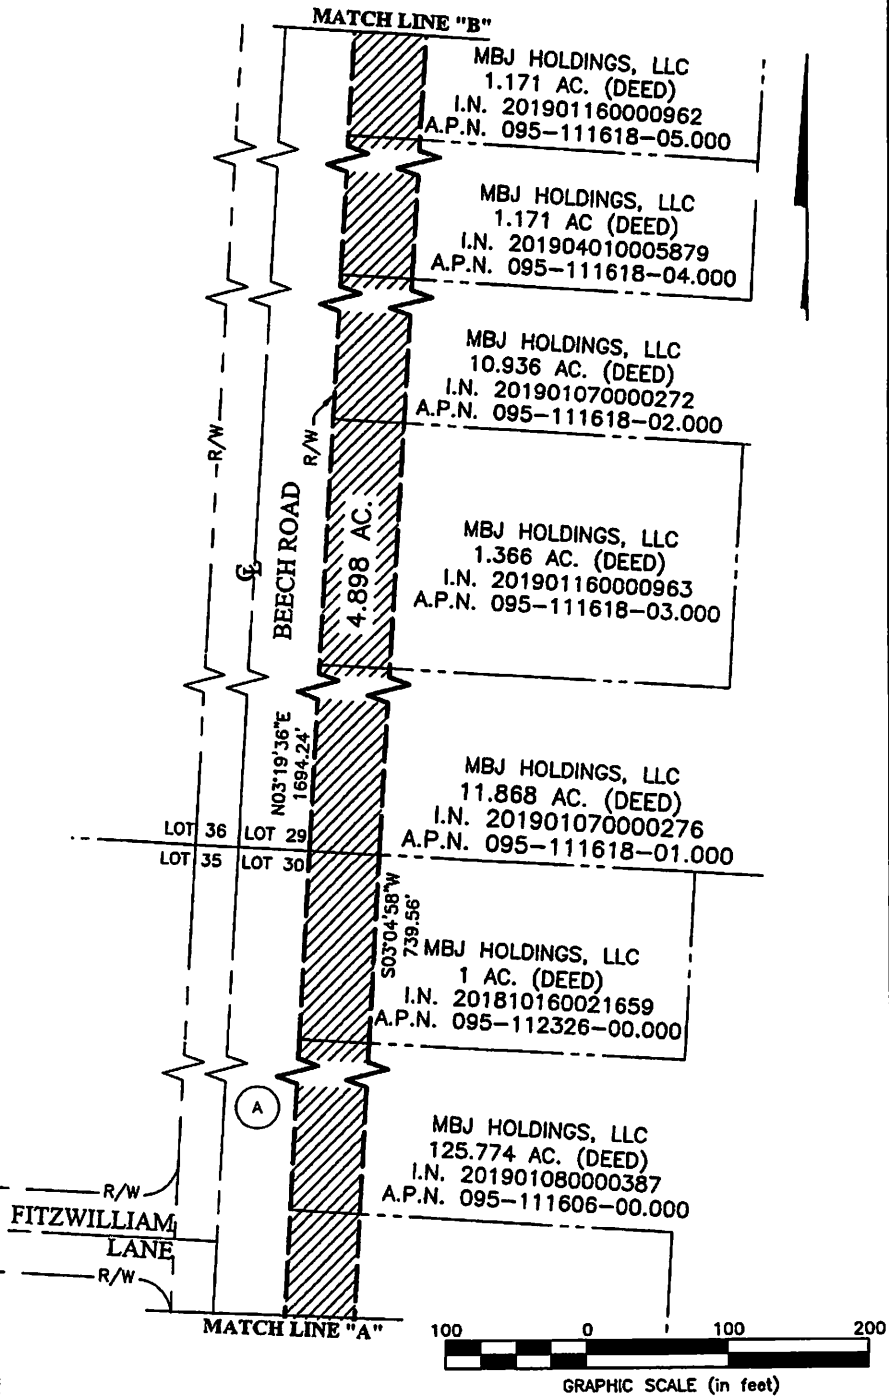 MATCH LINE "B"
MBJ HOLDINGS, LLC
1.171 AC. (DEED)
I.N. 201901160000962
A.P.N. 095-111618-05.000
MBJ HOLDINGS, LLC
1.171 AC (DEED)
I.N. 201904010005879
A.P.N. 095-111618-04.000
MBJ HOLDINGS, LLC
10.936 AC. (DEED)
I.N. 201901070000272
A.P.N. 095-111618-02.000
R/W
R/W
BEECH ROAD
4.898 AC.
℄
MBJ HOLDINGS, LLC
1.366 AC. (DEED)
I.N. 201901160000963
A.P.N. 095-111618-03.000
N03°19'36"E
1694.24'
MBJ HOLDINGS, LLC
11.868 AC. (DEED)
I.N. 201901070000276
A.P.N. 095-111618-01.000
LOT 36 LOT 29
LOT 35 LOT 30
S03°04'58"W
739.56'
MBJ HOLDINGS, LLC
1 AC. (DEED)
I.N. 201810160021659
A.P.N. 095-112326-00.000
A
MBJ HOLDINGS, LLC
125.774 AC. (DEED)
I.N. 201901080000387
A.P.N. 095-111606-00.000
R/W
FITZWILLIAM
LANE
R/W
MATCH LINE "A"
100 0 100 200
GRAPHIC SCALE (in feet)